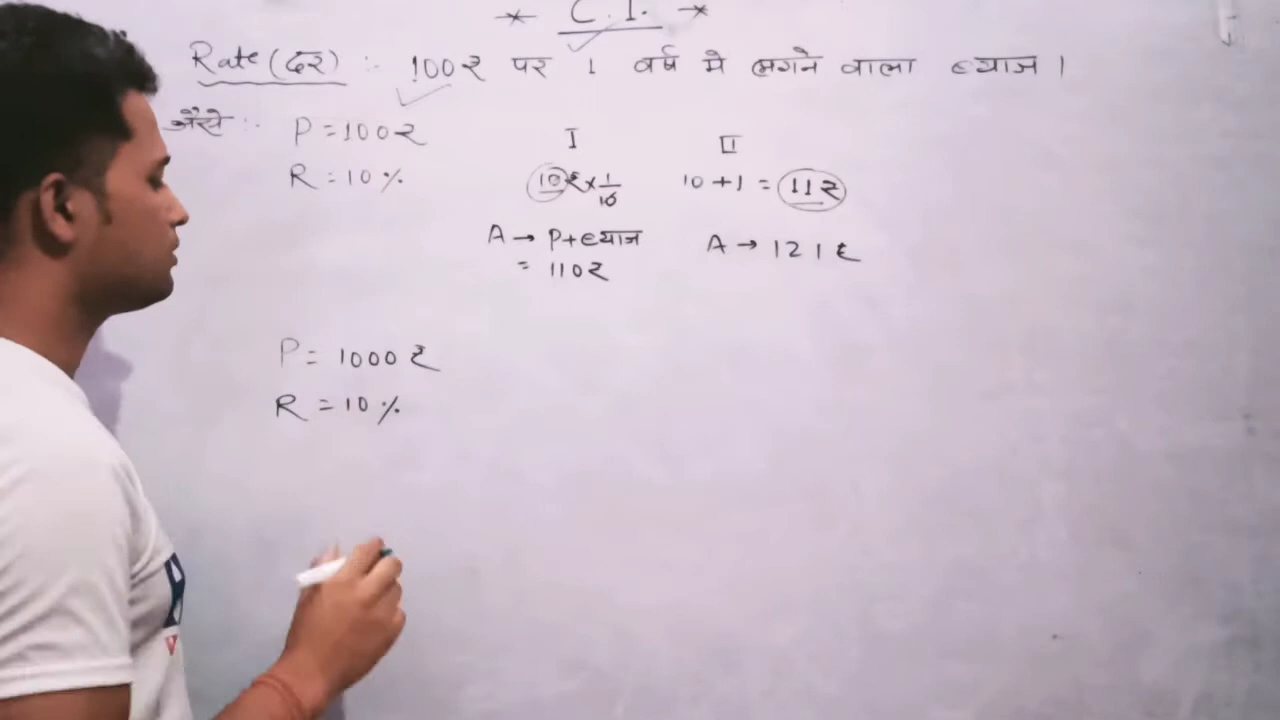 C. I.
Rate (दर) :- 100₹ पर 1 वर्ष मे लगने वाला ब्याज ।
जैसे :- P = 100₹
R = 10 %
I
10₹ × 1/10
A → P + ब्याज
= 110₹
II
10 + 1 = 11₹
A → 121₹
P = 1000₹
R = 10 %